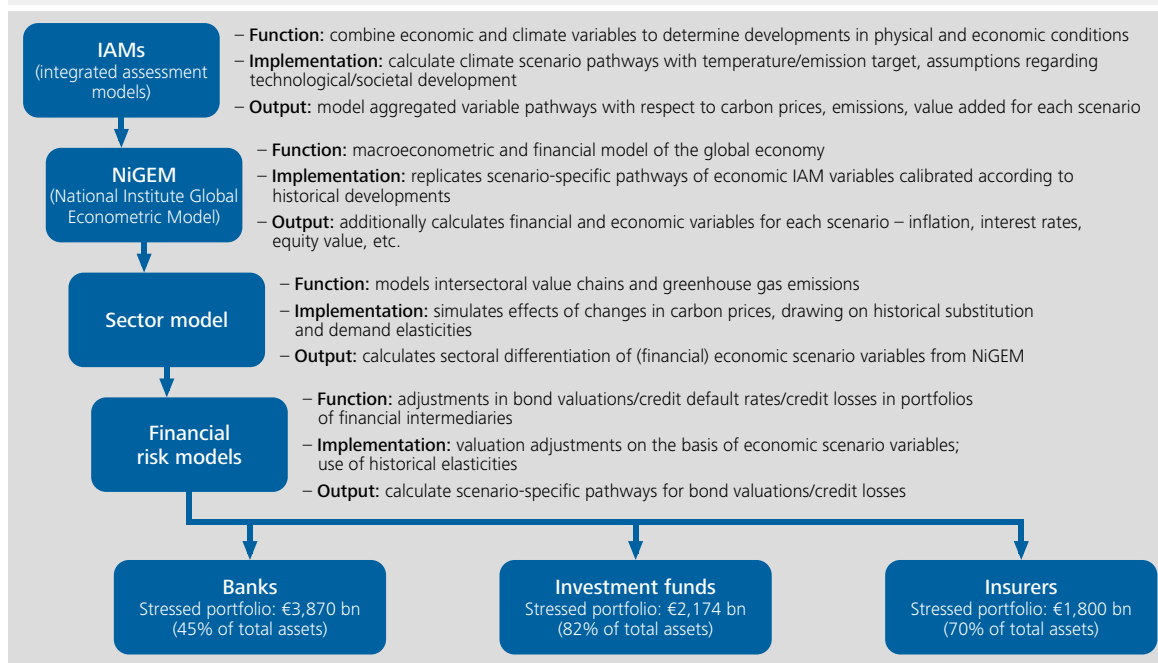 IAMs
(integrated assessment
models)
– Function: combine economic and climate variables to determine developments in physical and economic conditions
– Implementation: calculate climate scenario pathways with temperature/emission target, assumptions regarding
technological/societal development
– Output: model aggregated variable pathways with respect to carbon prices, emissions, value added for each scenario
NiGEM
(National Institute Global
Econometric Model)
– Function: macroeconometric and financial model of the global economy
– Implementation: replicates scenario-specific pathways of economic IAM variables calibrated according to
historical developments
– Output: additionally calculates financial and economic variables for each scenario – inflation, interest rates,
equity value, etc.
Sector model
– Function: models intersectoral value chains and greenhouse gas emissions
– Implementation: simulates effects of changes in carbon prices, drawing on historical substitution
and demand elasticities
– Output: calculates sectoral differentiation of (financial) economic scenario variables from NiGEM
Financial
risk models
– Function: adjustments in bond valuations/credit default rates/credit losses in portfolios
of financial intermediaries
– Implementation: valuation adjustments on the basis of economic scenario variables;
use of historical elasticities
– Output: calculate scenario-specific pathways for bond valuations/credit losses
Banks
Stressed portfolio: €3,870 bn
(45% of total assets)
Investment funds
Stressed portfolio: €2,174 bn
(82% of total assets)
Insurers
Stressed portfolio: €1,800 bn
(70% of total assets)